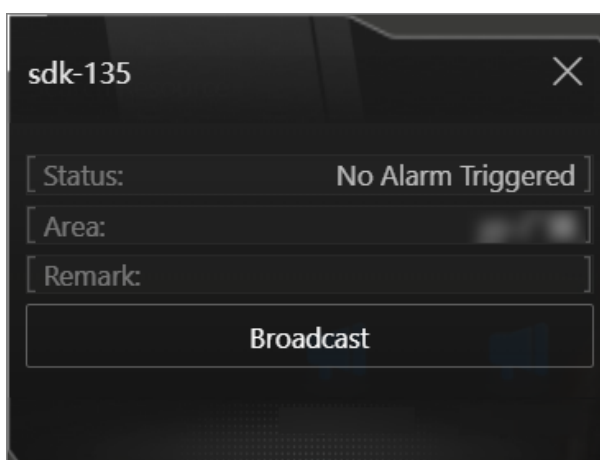 sdk-135
Status: No Alarm Triggered
Area:
Remark:
Broadcast